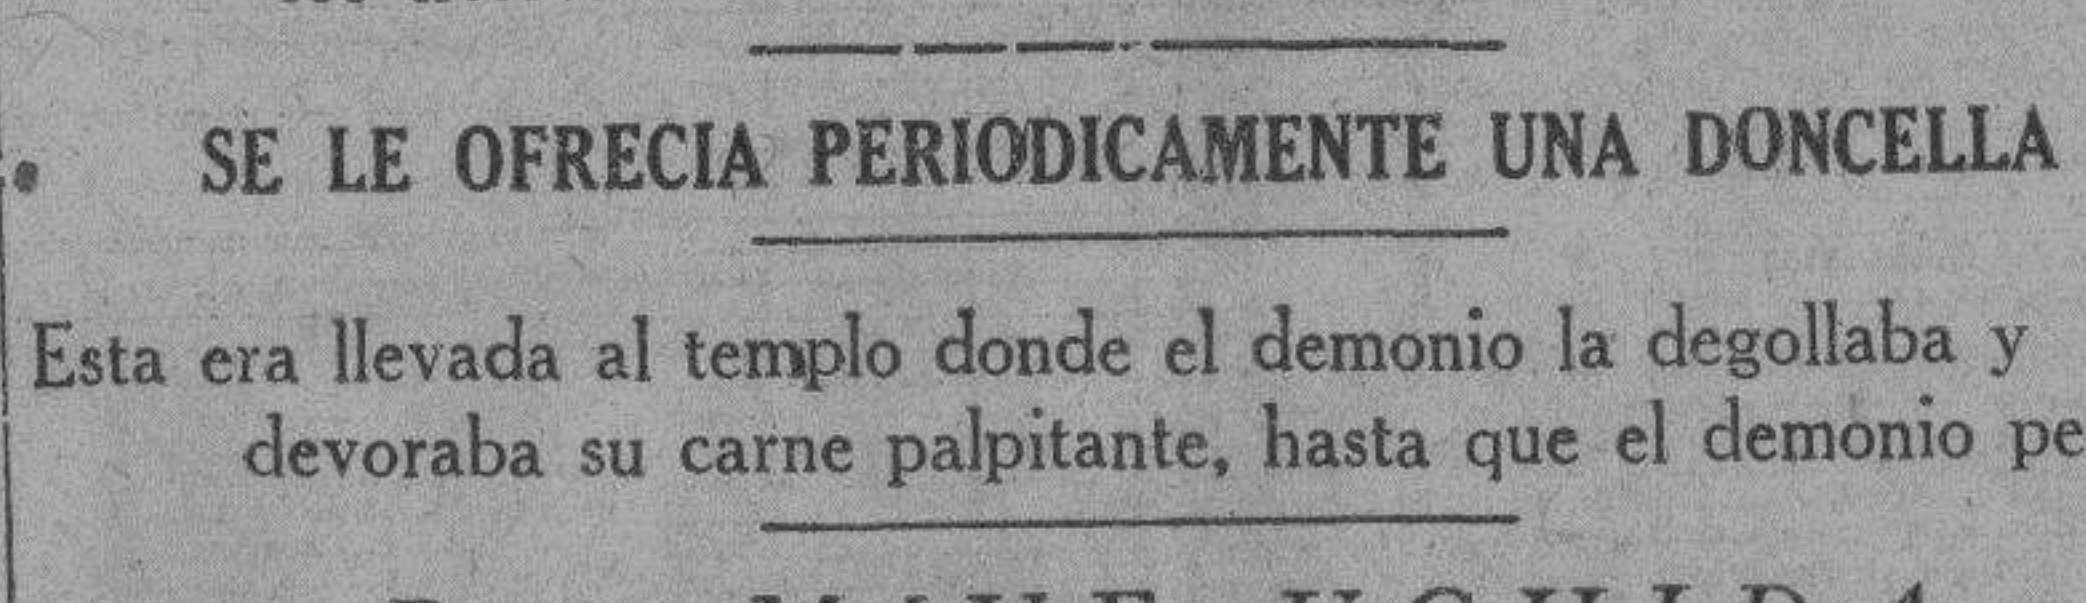 SE LE OFRECIA PERIODICAMENTE UNA DONCELLA
Esta era llevada al templo donde el demonio la degollaba y
devoraba su carne palpitante, hasta que el demonio pe